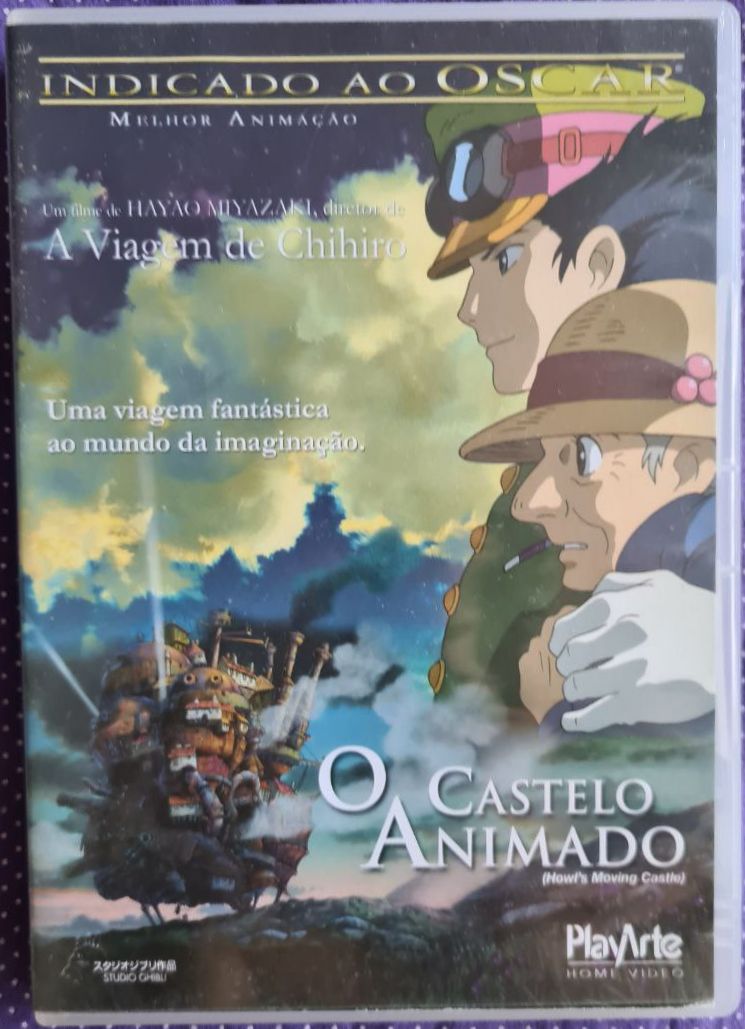 INDICADO AO OSCAR®
MELHOR ANIMAÇÃO
Um filme de HAYAO MIYAZAKI, diretor de
A Viagem de Chihiro
Uma viagem fantástica
ao mundo da imaginação.
O CASTELO
ANIMADO
(Howl's Moving Castle)
スタジオジブリ作品
STUDIO GHIBLI
PlayArte
HOME VIDEO